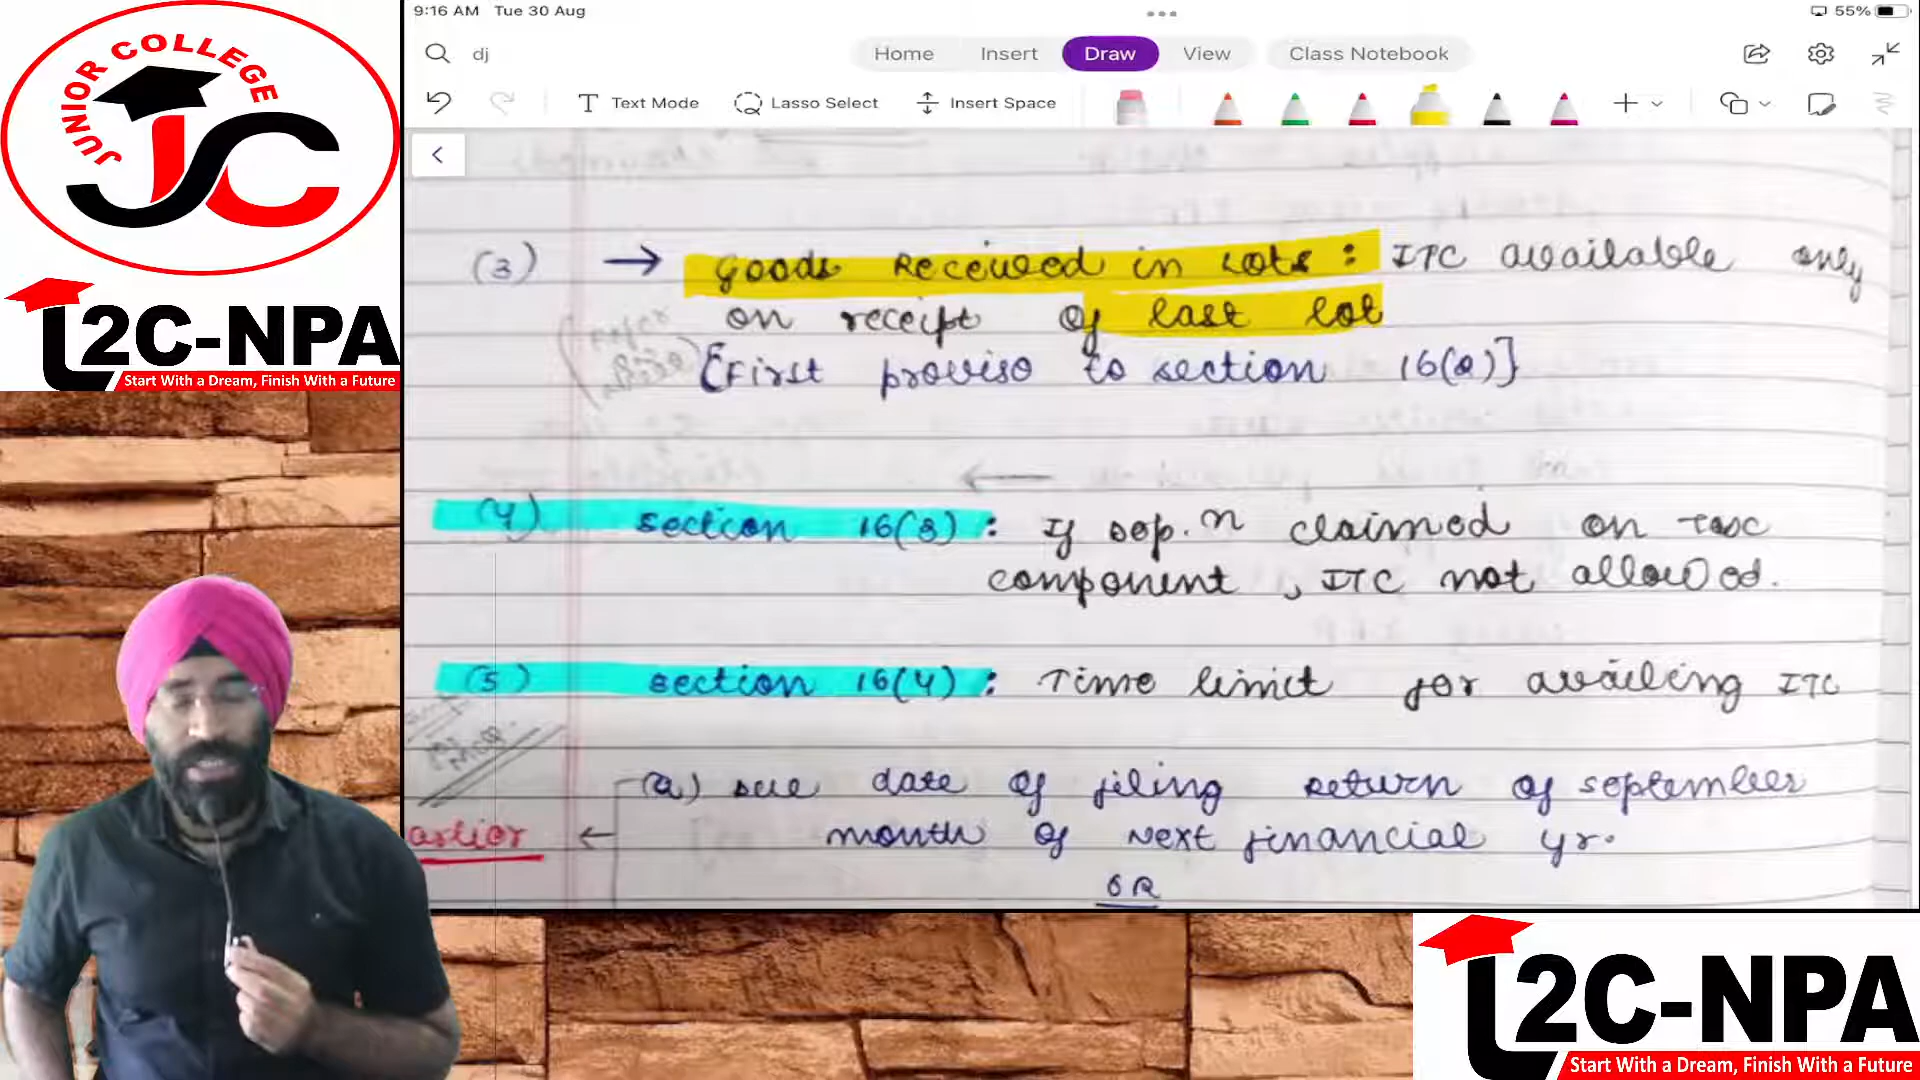 JUNIOR COLLEGE
JC
L2C-NPA
Start With a Dream, Finish With a Future
9:16 AM Tue 30 Aug
55%
dj
Home Insert Draw View Class Notebook
Text Mode Lasso Select Insert Space
(3) → Goods Received in Lots : ITC available only
on receipt of last lot
[First proviso to section 16(2)]
(4) section 16(3) : If dep.n claimed on Tax
component, ITC not allowed.
(5) section 16(4) : Time limit for availing ITC
(a) due date of filing return of september
month of Next financial yr.
OR
L2C-NPA
Start With a Dream, Finish With a Future